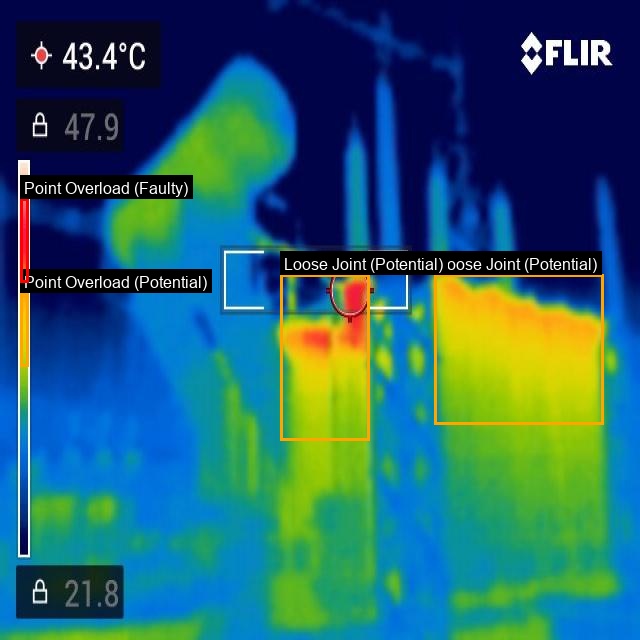 43.4°C
FLIR
47.9
Point Overload (Faulty)
Loose Joint (Potential) oose Joint (Potential)
Point Overload (Potential)
21.8